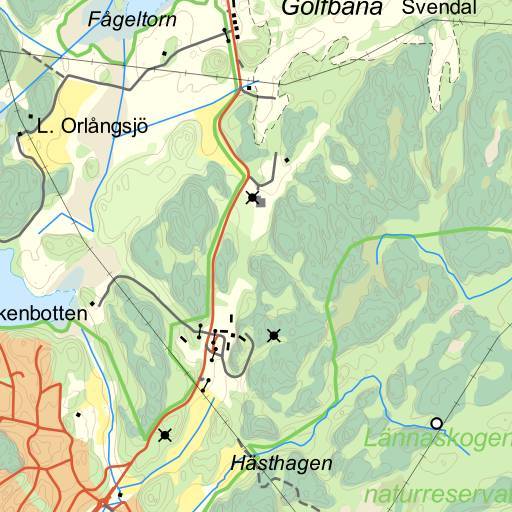 Golfbana
Svendal
Fågeltorn
L. Orlångsjö
kenbotten
Lännaskogen
Hästhagen
naturreservat